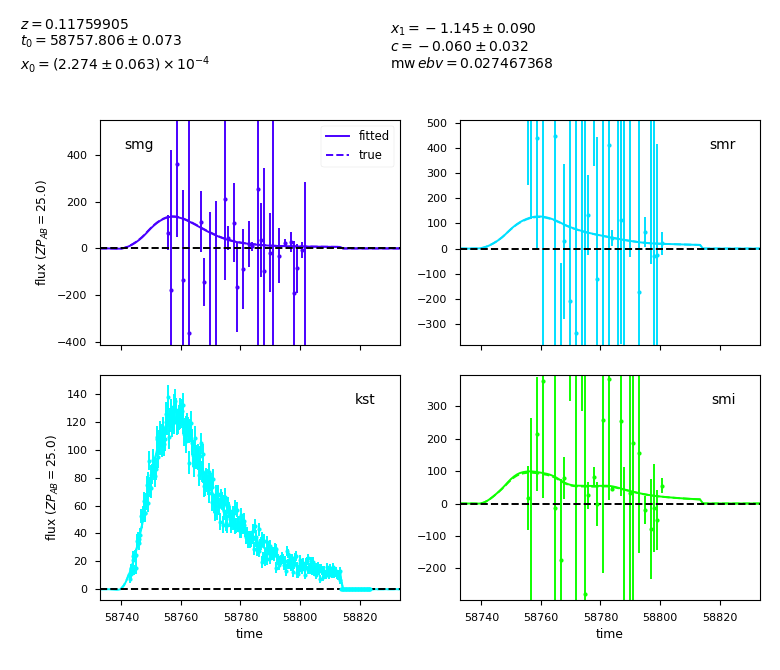 z = 0.11759905
t0 = 58757.806 ± 0.073
x0 = (2.274 ± 0.063) × 10^-4
x1 = −1.145 ± 0.090
c = −0.060 ± 0.032
mwebv = 0.027467368
smg
fitted
true
400
200
0
−200
−400
flux (ZP_AB = 25.0)
smr
500
400
300
200
100
0
−100
−200
−300
kst
140
120
100
80
60
40
20
0
flux (ZP_AB = 25.0)
58740 58760 58780 58800 58820
time
smi
300
200
100
0
−100
−200
58740 58760 58780 58800 58820
time